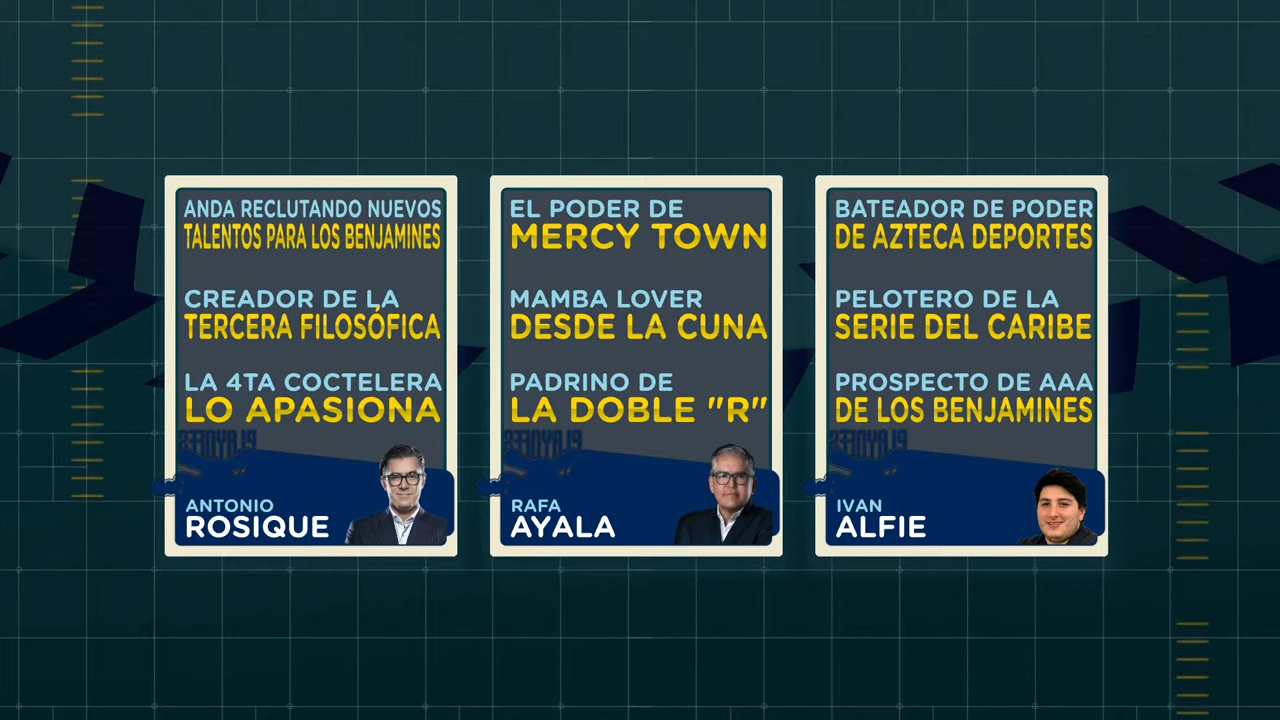 ANDA RECLUTANDO NUEVOS
TALENTOS PARA LOS BENJAMINES
CREADOR DE LA
TERCERA FILOSÓFICA
LA 4TA COCTELERA
LO APASIONA
ANTONIO
ROSIQUE
EL PODER DE
MERCY TOWN
MAMBA LOVER
DESDE LA CUNA
PADRINO DE
LA DOBLE "R"
RAFA
AYALA
BATEADOR DE PODER
DE AZTECA DEPORTES
PELOTERO DE LA
SERIE DEL CARIBE
PROSPECTO DE AAA
DE LOS BENJAMINES
IVAN
ALFIE